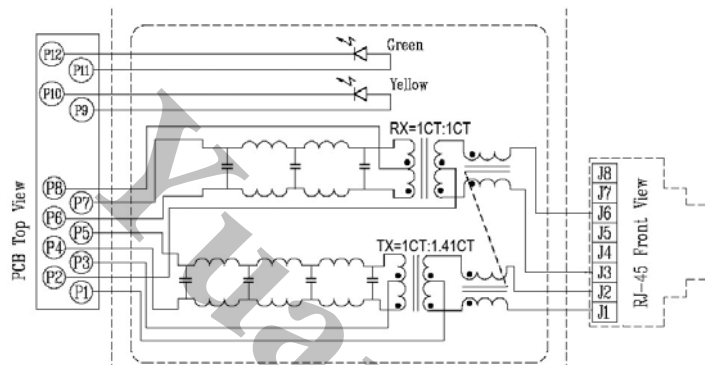 P12
Green
P11
P10
Yellow
P9
RX=1CT:1CT
P8
P7
P6
P5
P4
P3
P2
P1
PCB Top View
TX=1CT:1.41CT
J8
J7
J6
J5
J4
J3
J2
J1
RJ-45 Front View
Yua